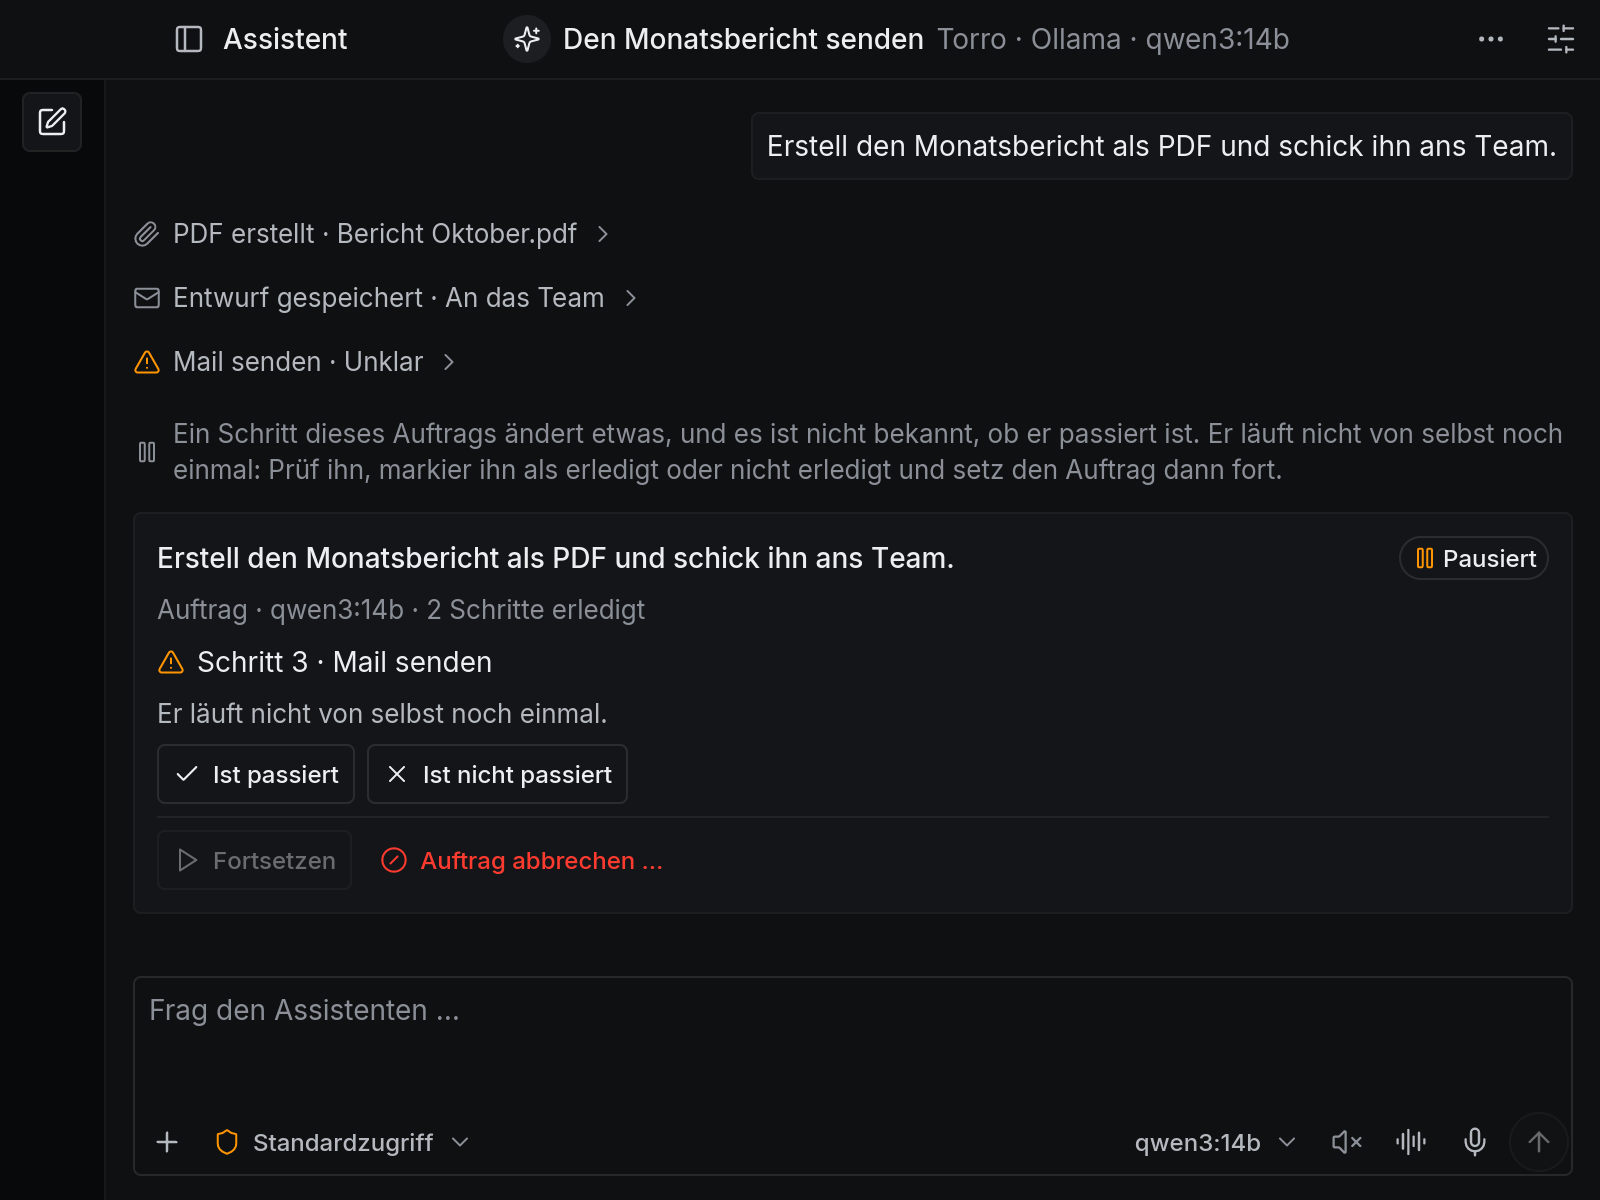 Assistent
Den Monatsbericht senden Torro · Ollama · qwen3:14b
Erstell den Monatsbericht als PDF und schick ihn ans Team.
PDF erstellt · Bericht Oktober.pdf
Entwurf gespeichert · An das Team
Mail senden · Unklar
Ein Schritt dieses Auftrags ändert etwas, und es ist nicht bekannt, ob er passiert ist. Er läuft nicht von selbst noch
einmal: Prüf ihn, markier ihn als erledigt oder nicht erledigt und setz den Auftrag dann fort.
Erstell den Monatsbericht als PDF und schick ihn ans Team.
Pausiert
Auftrag · qwen3:14b · 2 Schritte erledigt
Schritt 3 · Mail senden
Er läuft nicht von selbst noch einmal.
Ist passiert
Ist nicht passiert
Fortsetzen
Auftrag abbrechen ...
Frag den Assistenten ...
Standardzugriff
qwen3:14b